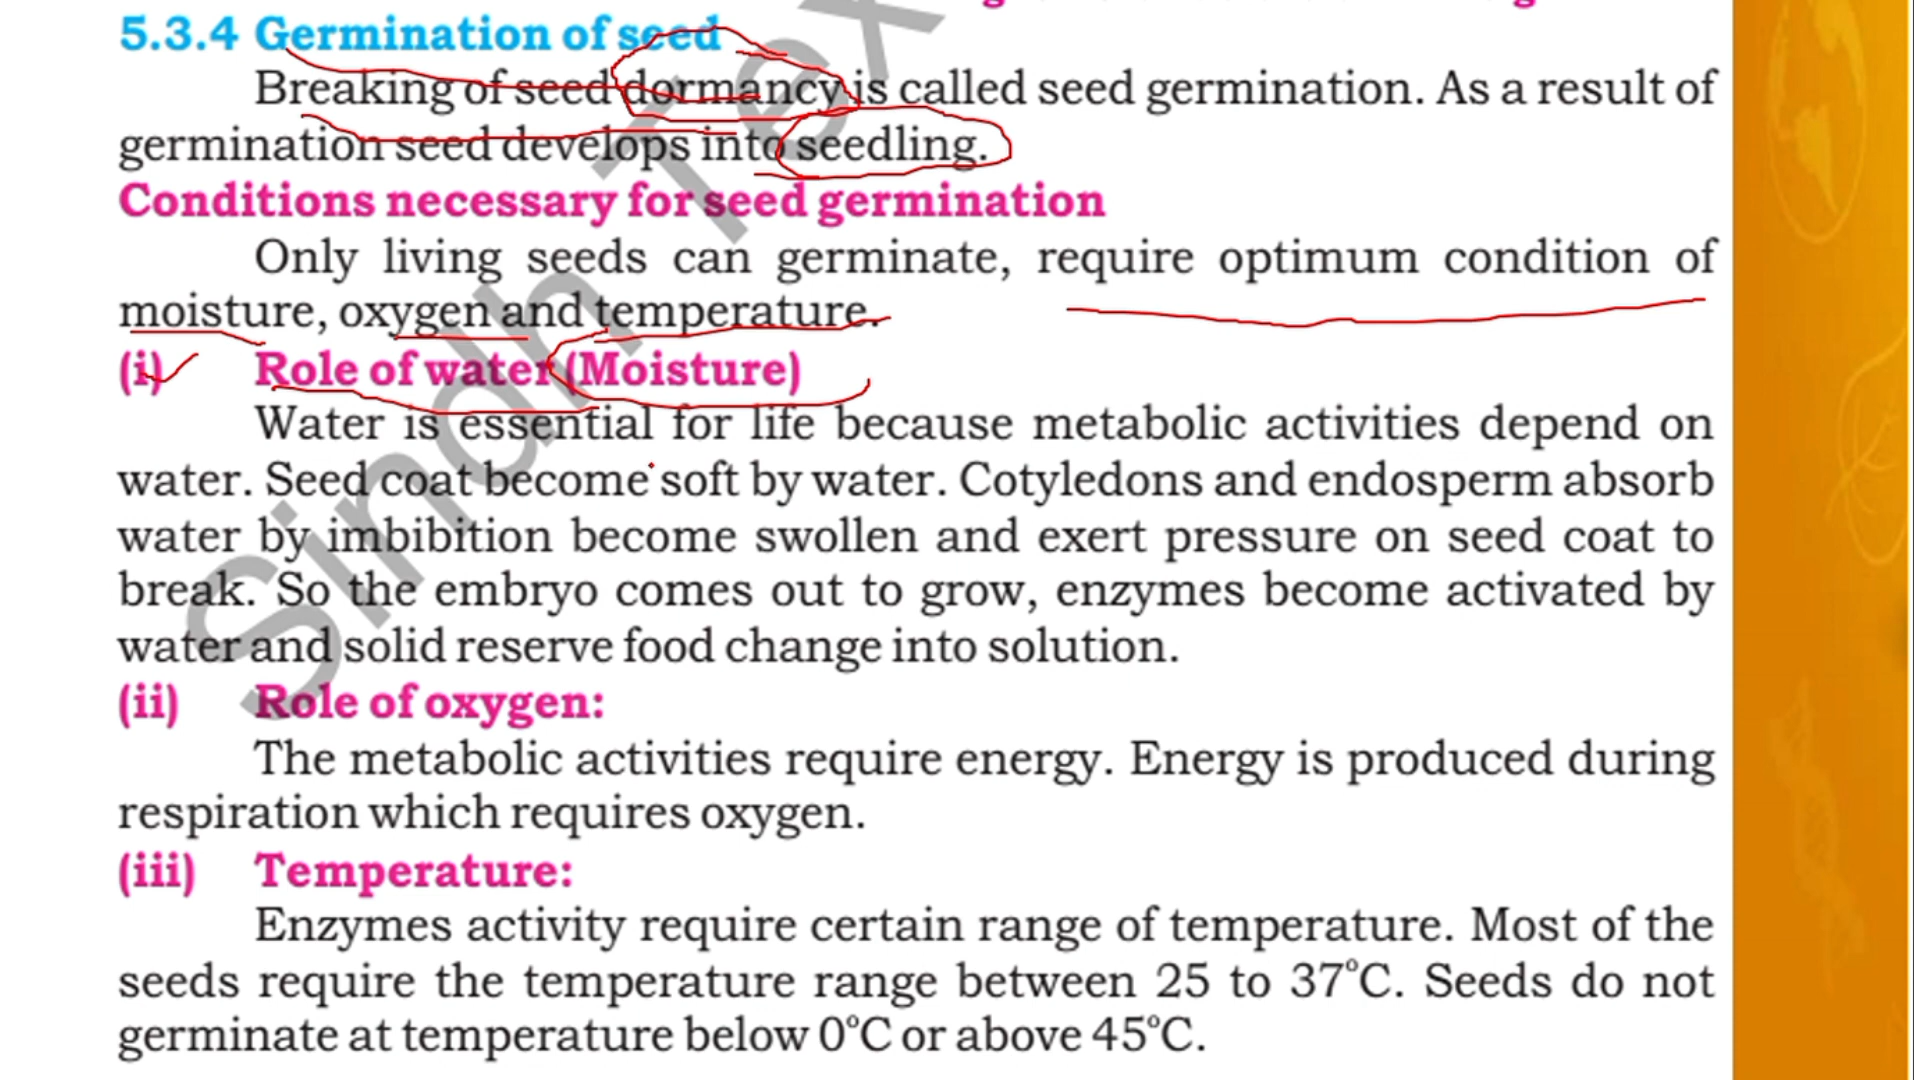 5.3.4 Germination of seed
Breaking of seed dormancy is called seed germination. As a result of
germination seed develops into seedling.
Conditions necessary for seed germination
Only living seeds can germinate, require optimum condition of
moisture, oxygen and temperature.
(i) Role of water (Moisture)
Water is essential for life because metabolic activities depend on
water. Seed coat become soft by water. Cotyledons and endosperm absorb
water by imbibition become swollen and exert pressure on seed coat to
break. So the embryo comes out to grow, enzymes become activated by
water and solid reserve food change into solution.
(ii) Role of oxygen:
The metabolic activities require energy. Energy is produced during
respiration which requires oxygen.
(iii) Temperature:
Enzymes activity require certain range of temperature. Most of the
seeds require the temperature range between 25 to 37°C. Seeds do not
germinate at temperature below 0°C or above 45°C.
Sindh Tex